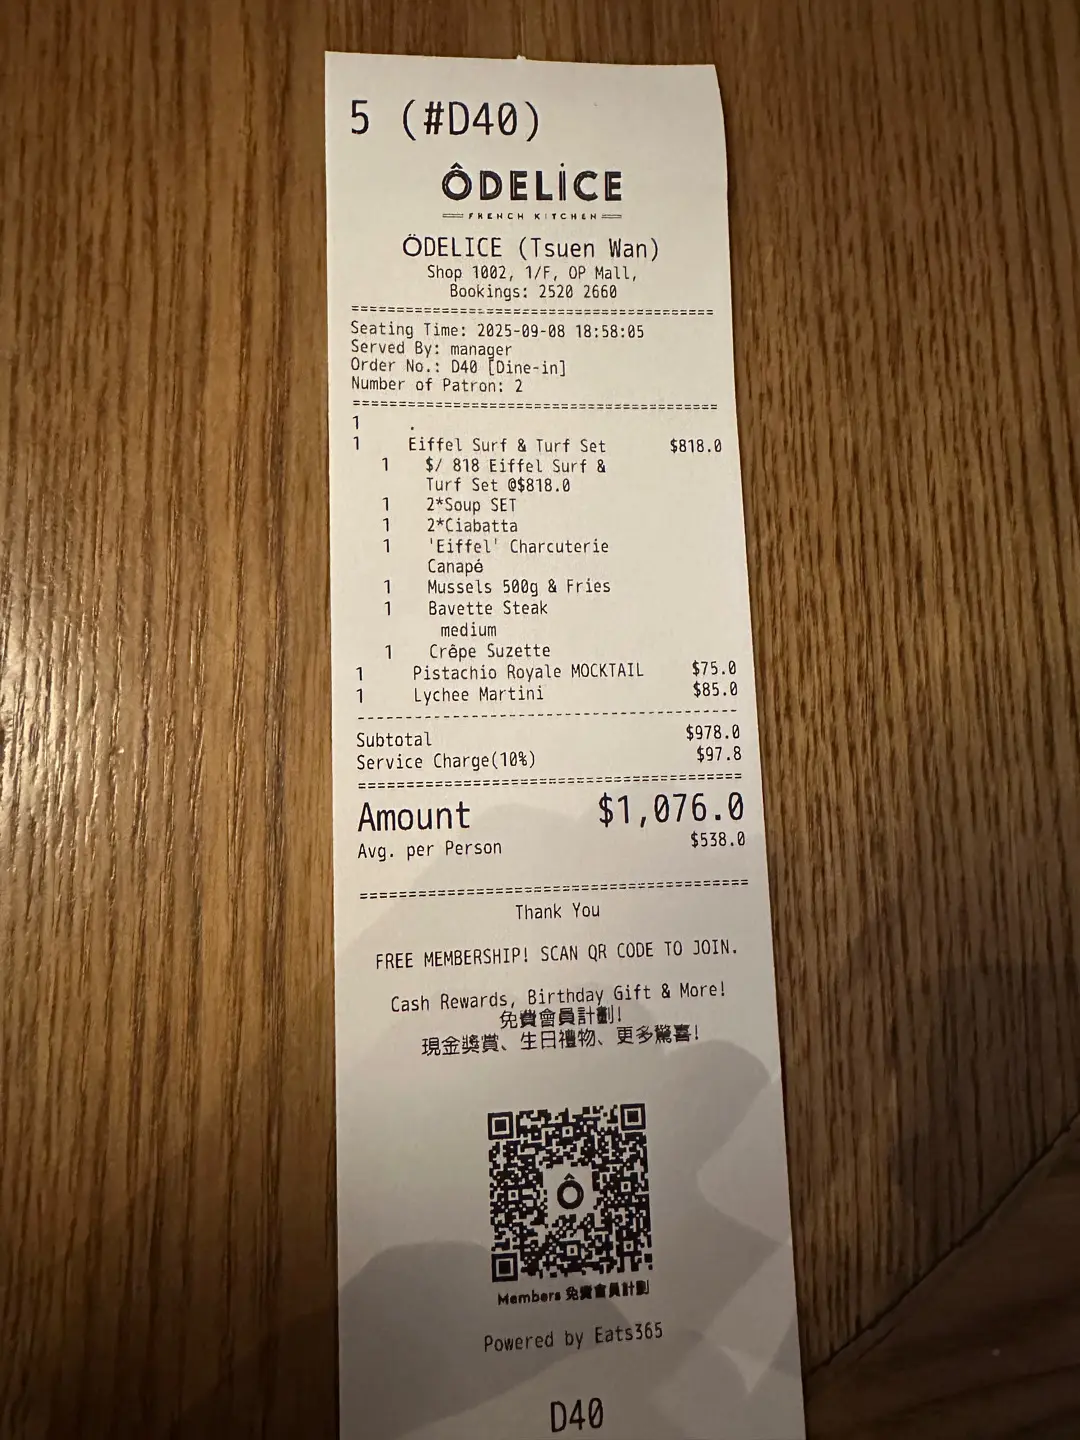 5 (#D40)
ÔDELİCE
FRENCH KITCHEN
ÖDELICE (Tsuen Wan)
Shop 1002, 1/F, OP Mall,
Bookings: 2520 2660
Seating Time: 2025-09-08 18:58:05
Served By: manager
Order No.: D40 [Dine-in]
Number of Patron: 2
1 .
1 Eiffel Surf & Turf Set $818.0
1 $/ 818 Eiffel Surf &
Turf Set @$818.0
1 2*Soup SET
1 2*Ciabatta
1 'Eiffel' Charcuterie
Canapé
1 Mussels 500g & Fries
1 Bavette Steak
medium
1 Crêpe Suzette
1 Pistachio Royale MOCKTAIL $75.0
1 Lychee Martini $85.0
Subtotal $978.0
Service Charge(10%) $97.8
Amount $1,076.0
Avg. per Person $538.0
Thank You
FREE MEMBERSHIP! SCAN QR CODE TO JOIN.
Cash Rewards, Birthday Gift & More!
免費會員計劃!
現金獎賞、生日禮物、更多驚喜!
Ô
Members 免費會員計劃
Powered by Eats365
D40